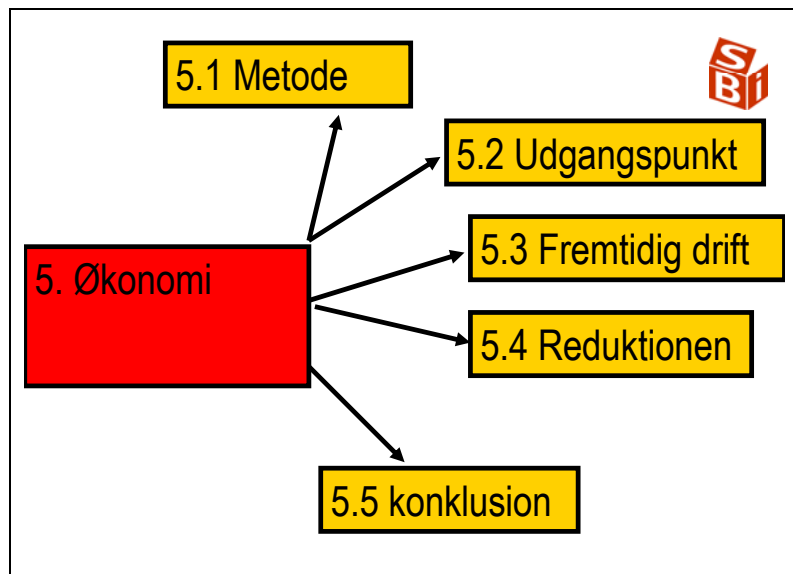 5.1 Metode
SBi
5.2 Udgangspunkt
5.3 Fremtidig drift
5. Økonomi
5.4 Reduktionen
5.5 konklusion